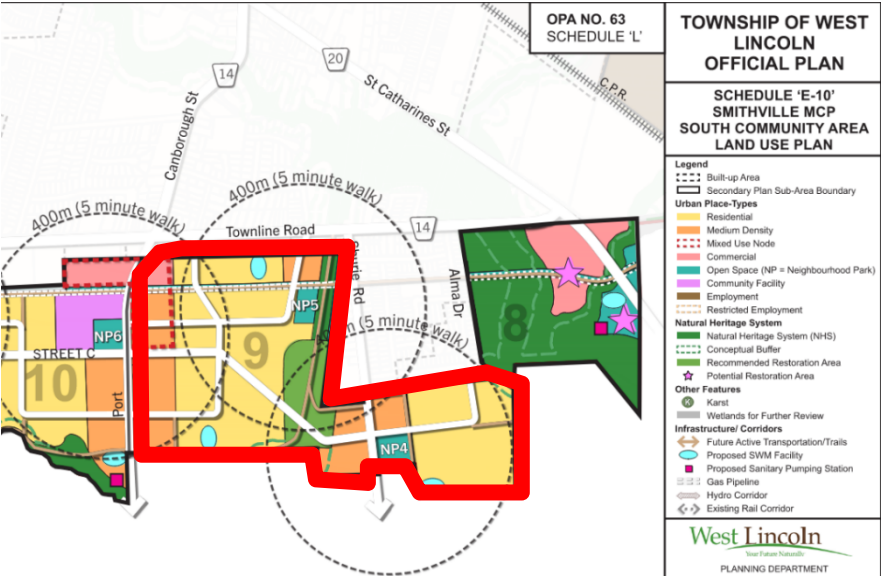 OPA NO. 63
SCHEDULE 'L'
TOWNSHIP OF WEST
LINCOLN
OFFICIAL PLAN
SCHEDULE 'E-10'
SMITHVILLE MCP
SOUTH COMMUNITY AREA
LAND USE PLAN
Legend
Built-up Area
Secondary Plan Sub-Area Boundary
Urban Place-Types
Residential
Medium Density
Mixed Use Node
Commercial
Open Space (NP = Neighbourhood Park)
Community Facility
Employment
Restricted Employment
Natural Heritage System
Natural Heritage System (NHS)
Conceptual Buffer
Recommended Restoration Area
Potential Restoration Area
Other Features
K
Karst
Wetlands for Further Review
Infrastructure/ Corridors
Future Active Transportation/Trails
Proposed SWM Facility
Proposed Sanitary Pumping Station
Gas Pipeline
Hydro Corridor
Existing Rail Corridor
West Lincoln
Your Future Naturally
PLANNING DEPARTMENT
14
20
C.P.R.
St Catharines St
Canborough St
400m (5 minute walk)
400m (5 minute walk)
Townline Road
14
Alma Dr
NP5
8
(5 minute walk)
NP6
9
STREET C
10
Port
NP4